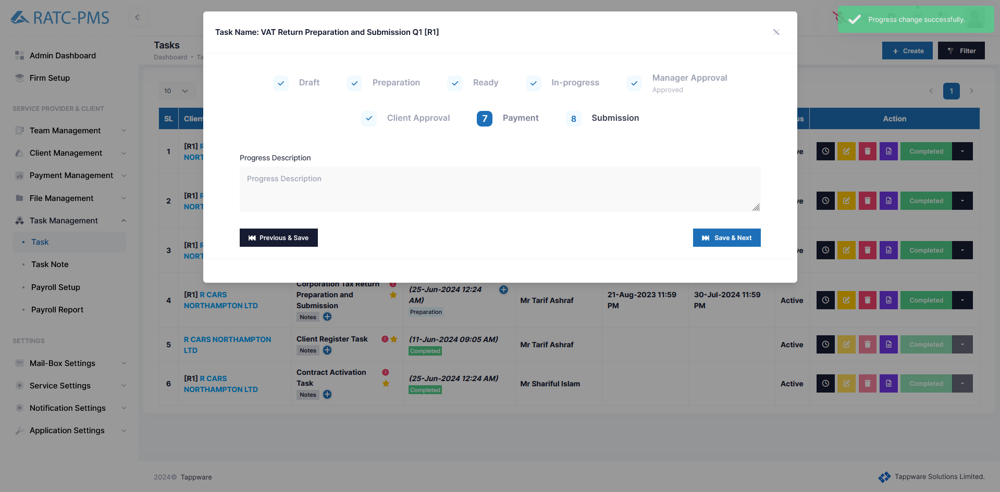 RATC-PMS
Admin Dashboard
Firm Setup
SERVICE PROVIDER & CLIENT
Team Management
Client Management
Payment Management
File Management
Task Management
Task
Task Note
Payroll Setup
Payroll Report
SETTINGS
Mail-Box Settings
Service Settings
Notification Settings
Application Settings
Tasks
Dashboard - Ta
Create
Filter
Progress change successfully.
Task Name: VAT Return Preparation and Submission Q1 [R1]
Draft
Preparation
Ready
In-progress
Manager Approval
Approved
Client Approval
7 Payment
8 Submission
Progress Description
Progress Description
Previous & Save
Save & Next
10
1
SL Client us Action
1 [R1] R
NORT ve Completed
2 [R1] R
NORT ve Completed
3 [R1] R
NORT ve Completed
4 [R1] R CARS
NORTHAMPTON LTD
Corporation Tax Return
Preparation and
Submission
Notes
(25-Jun-2024 12:24
AM)
Preparation
Mr Tarif Ashraf
21-Aug-2023 11:59
PM
30-Jul-2024 11:59
PM
Active
Completed
5 R CARS NORTHAMPTON
LTD
Client Register Task
Notes
(11-Jun-2024 09:05 AM)
Completed
Mr Tarif Ashraf
Active
Completed
6 [R1] R CARS
NORTHAMPTON LTD
Contract Activation
Task
Notes
(25-Jun-2024 12:24 AM)
Completed
Mr Shariful Islam
Active
Completed
2024© Tappware
Tappware Solutions Limited.